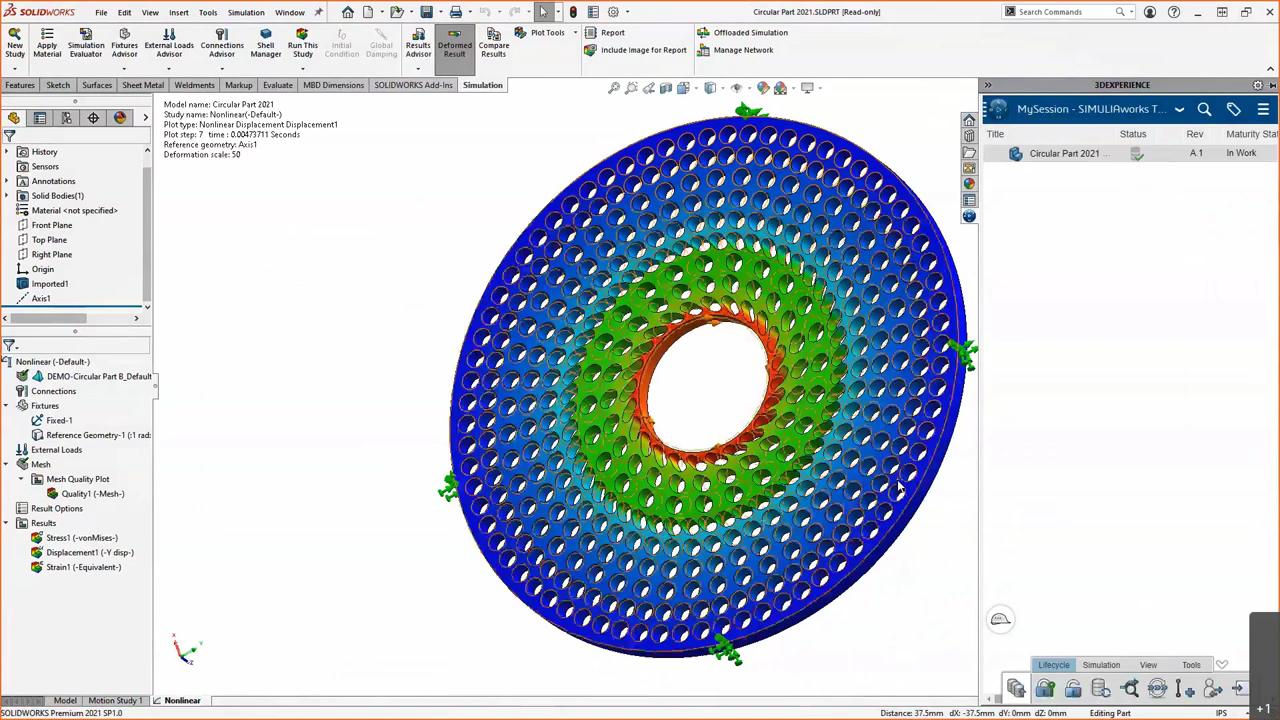 SOLIDWORKS File Edit View Insert Tools Simulation Window Circular Part 2021.SLDPRT [Read-only] Search Commands
New Study Apply Material Simulation Evaluator Fixtures Advisor External Loads Advisor Connections Advisor Shell Manager Run This Study Initial Condition Global Damping Results Advisor Deformed Result Compare Results Plot Tools Report Offloaded Simulation
Include Image for Report Manage Network
Features Sketch Surfaces Sheet Metal Weldments Markup Evaluate MBD Dimensions SOLIDWORKS Add-Ins Simulation 3DEXPERIENCE
Model name: Circular Part 2021
Study name: Nonlinear(-Default-)
Plot type: Nonlinear Displacement Displacement1
Plot step: 7 time : 0.00473711 Seconds
Reference geometry: Axis1
Deformation scale: 50
MySession - SIMULIAworks T...
Title Status Rev Maturity Stat
Circular Part 2021 ... A.1 In Work
History
Sensors
Annotations
Solid Bodies(1)
Material <not specified>
Front Plane
Top Plane
Right Plane
Origin
Imported1
Axis1
Nonlinear (-Default-)
DEMO-Circular Part B_Default
Connections
Fixtures
Fixed-1
Reference Geometry-1 (:1 rad:
External Loads
Mesh
Mesh Quality Plot
Quality1 (-Mesh-)
Result Options
Results
Stress1 (-vonMises-)
Displacement1 (-Y disp-)
Strain1 (-Equivalent-)
X Y Z
Lifecycle Simulation View Tools
Model Motion Study 1 Nonlinear
SOLIDWORKS Premium 2021 SP1.0 Distance: 37.5mm dX: -37.5mm dY: 0mm dZ: 0mm Editing Part IPS
+1